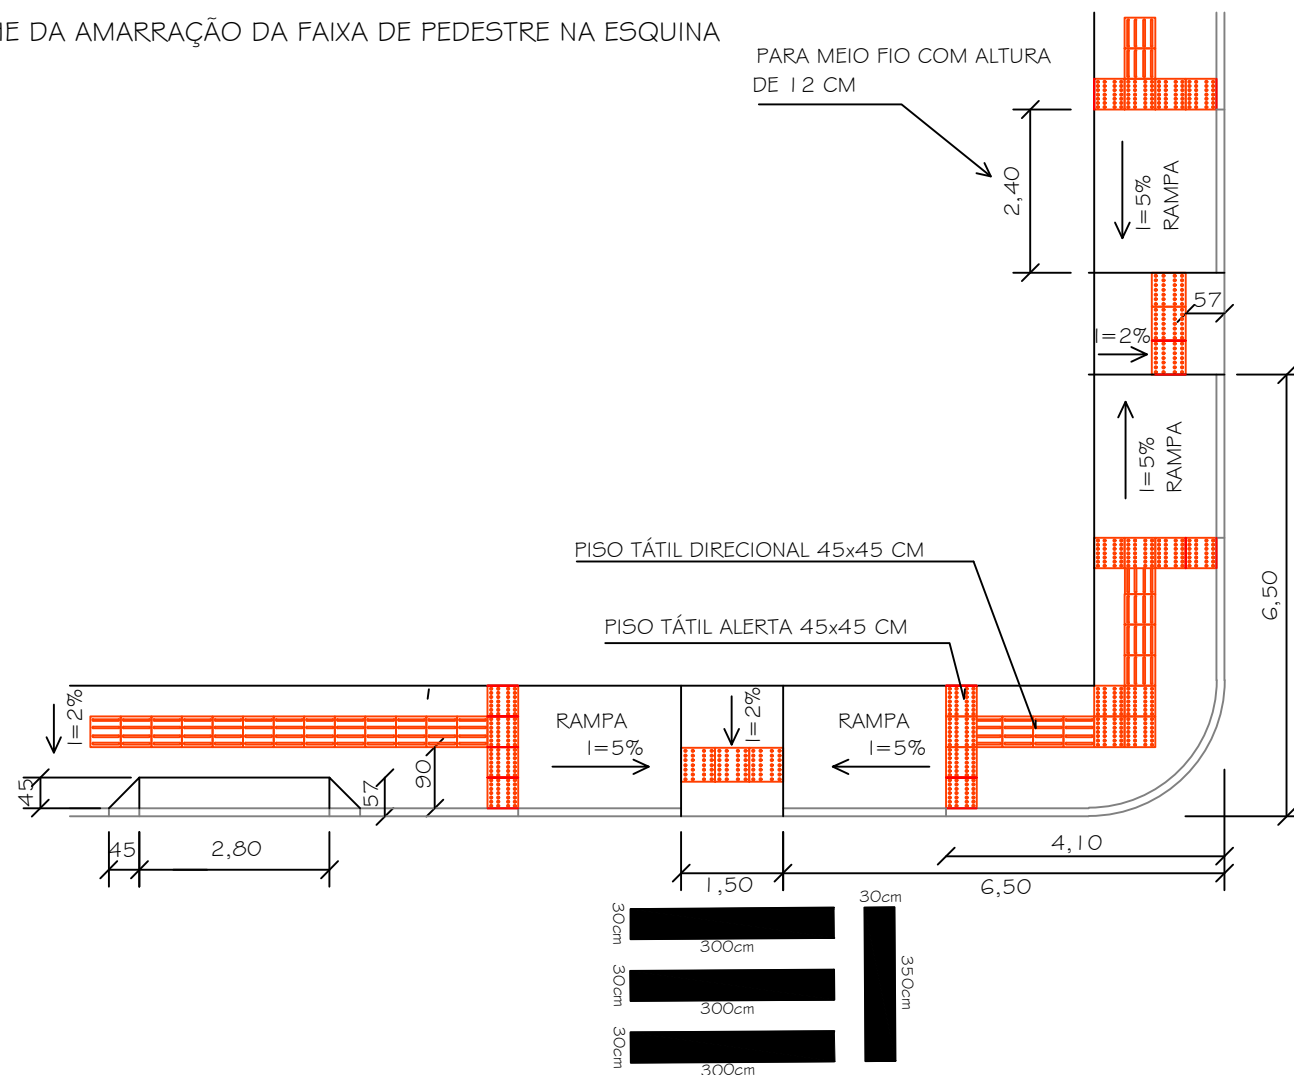 HE DA AMARRAÇÃO DA FAIXA DE PEDESTRE NA ESQUINA
PARA MEIO FIO COM ALTURA
DE 12 CM
2,40
I=5%
RAMPA
57
I=2%
I=5%
RAMPA
6,50
PISO TÁTIL DIRECIONAL 45x45 CM
PISO TÁTIL ALERTA 45x45 CM
I=2%
RAMPA
I=5%
I=2%
RAMPA
I=5%
90
45
57
45
2,80
1,50
4,10
6,50
30cm
300cm
30cm
300cm
30cm
300cm
30cm
350cm